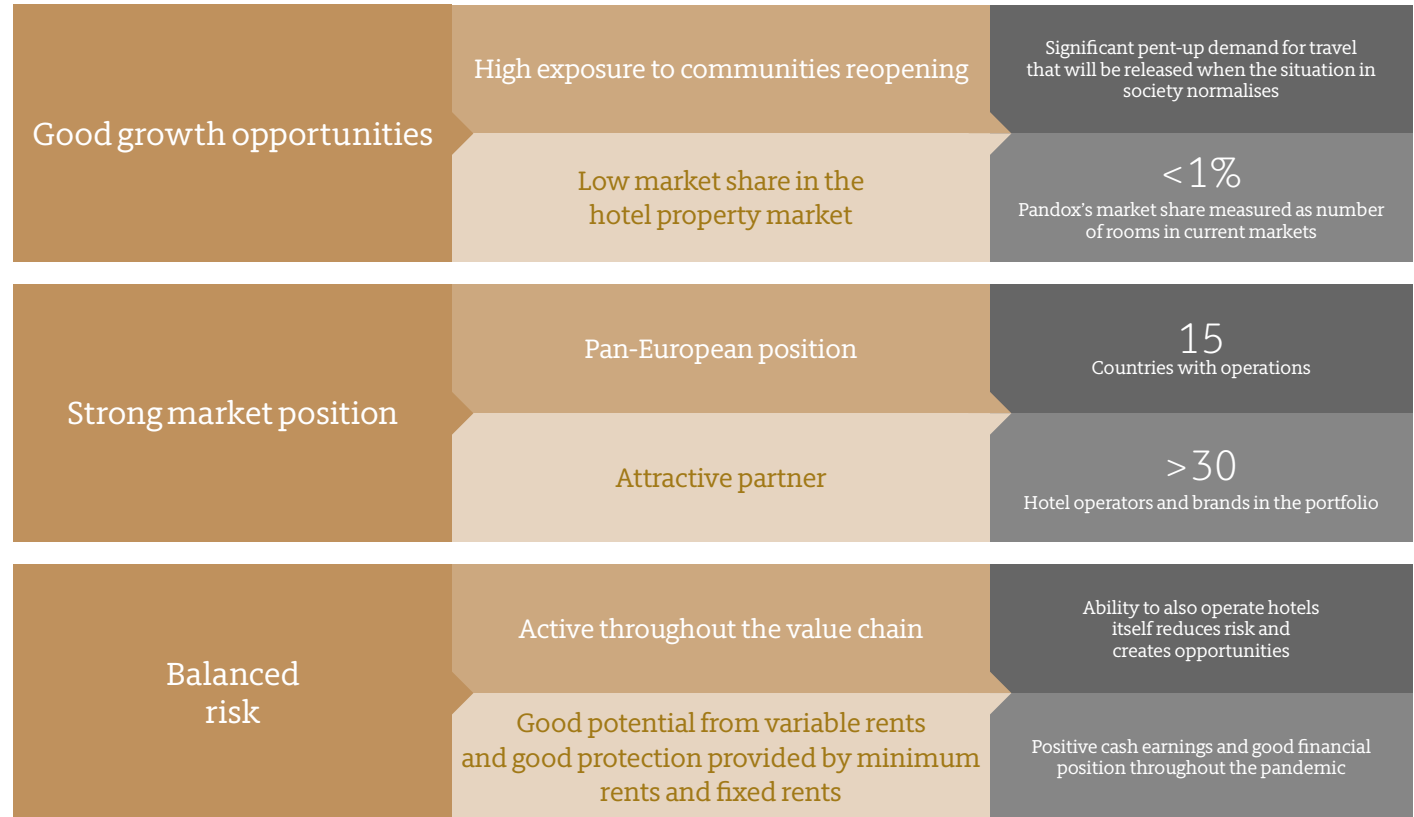 Good growth opportunities
High exposure to communities reopening
Significant pent-up demand for travel
that will be released when the situation in
society normalises
Low market share in the
hotel property market
<1%
Pandox's market share measured as number
of rooms in current markets
Strong market position
Pan-European position
15
Countries with operations
Attractive partner
>30
Hotel operators and brands in the portfolio
Balanced
risk
Active throughout the value chain
Ability to also operate hotels
itself reduces risk and
creates opportunities
Good potential from variable rents
and good protection provided by minimum
rents and fixed rents
Positive cash earnings and good financial
position throughout the pandemic